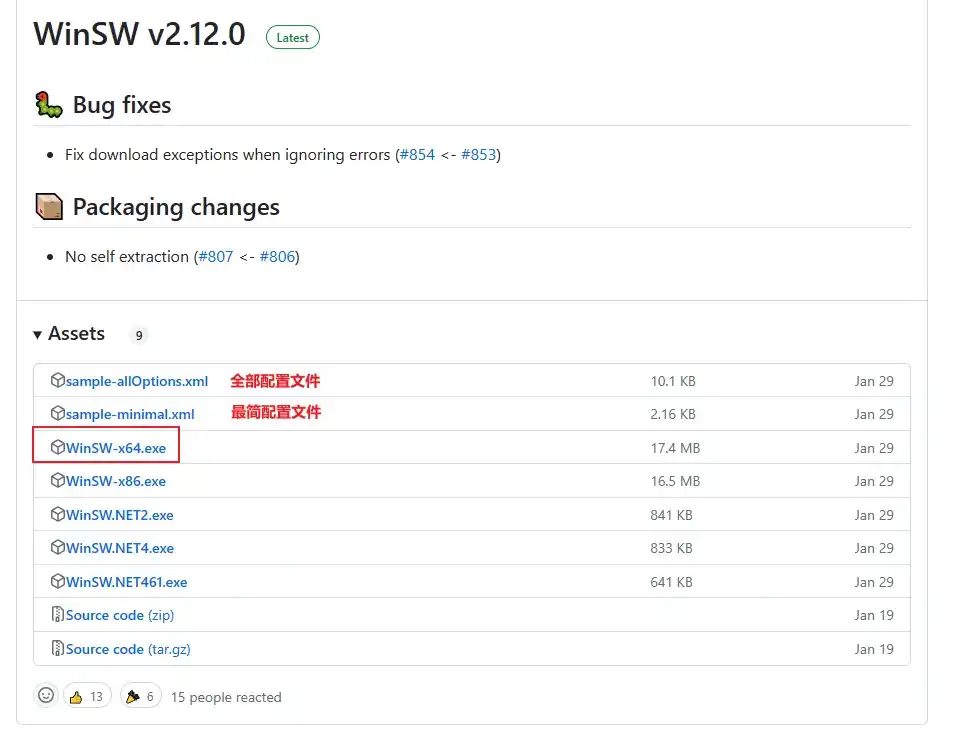 WinSW v2.12.0 Latest
Bug fixes
Fix download exceptions when ignoring errors (#854 <- #853)
Packaging changes
No self extraction (#807 <- #806)
Assets 9
sample-allOptions.xml 全部配置文件 10.1 KB Jan 29
sample-minimal.xml 最简配置文件 2.16 KB Jan 29
WinSW-x64.exe 17.4 MB Jan 29
WinSW-x86.exe 16.5 MB Jan 29
WinSW.NET2.exe 841 KB Jan 29
WinSW.NET4.exe 833 KB Jan 29
WinSW.NET461.exe 641 KB Jan 29
Source code (zip) Jan 19
Source code (tar.gz) Jan 19
13 6 15 people reacted